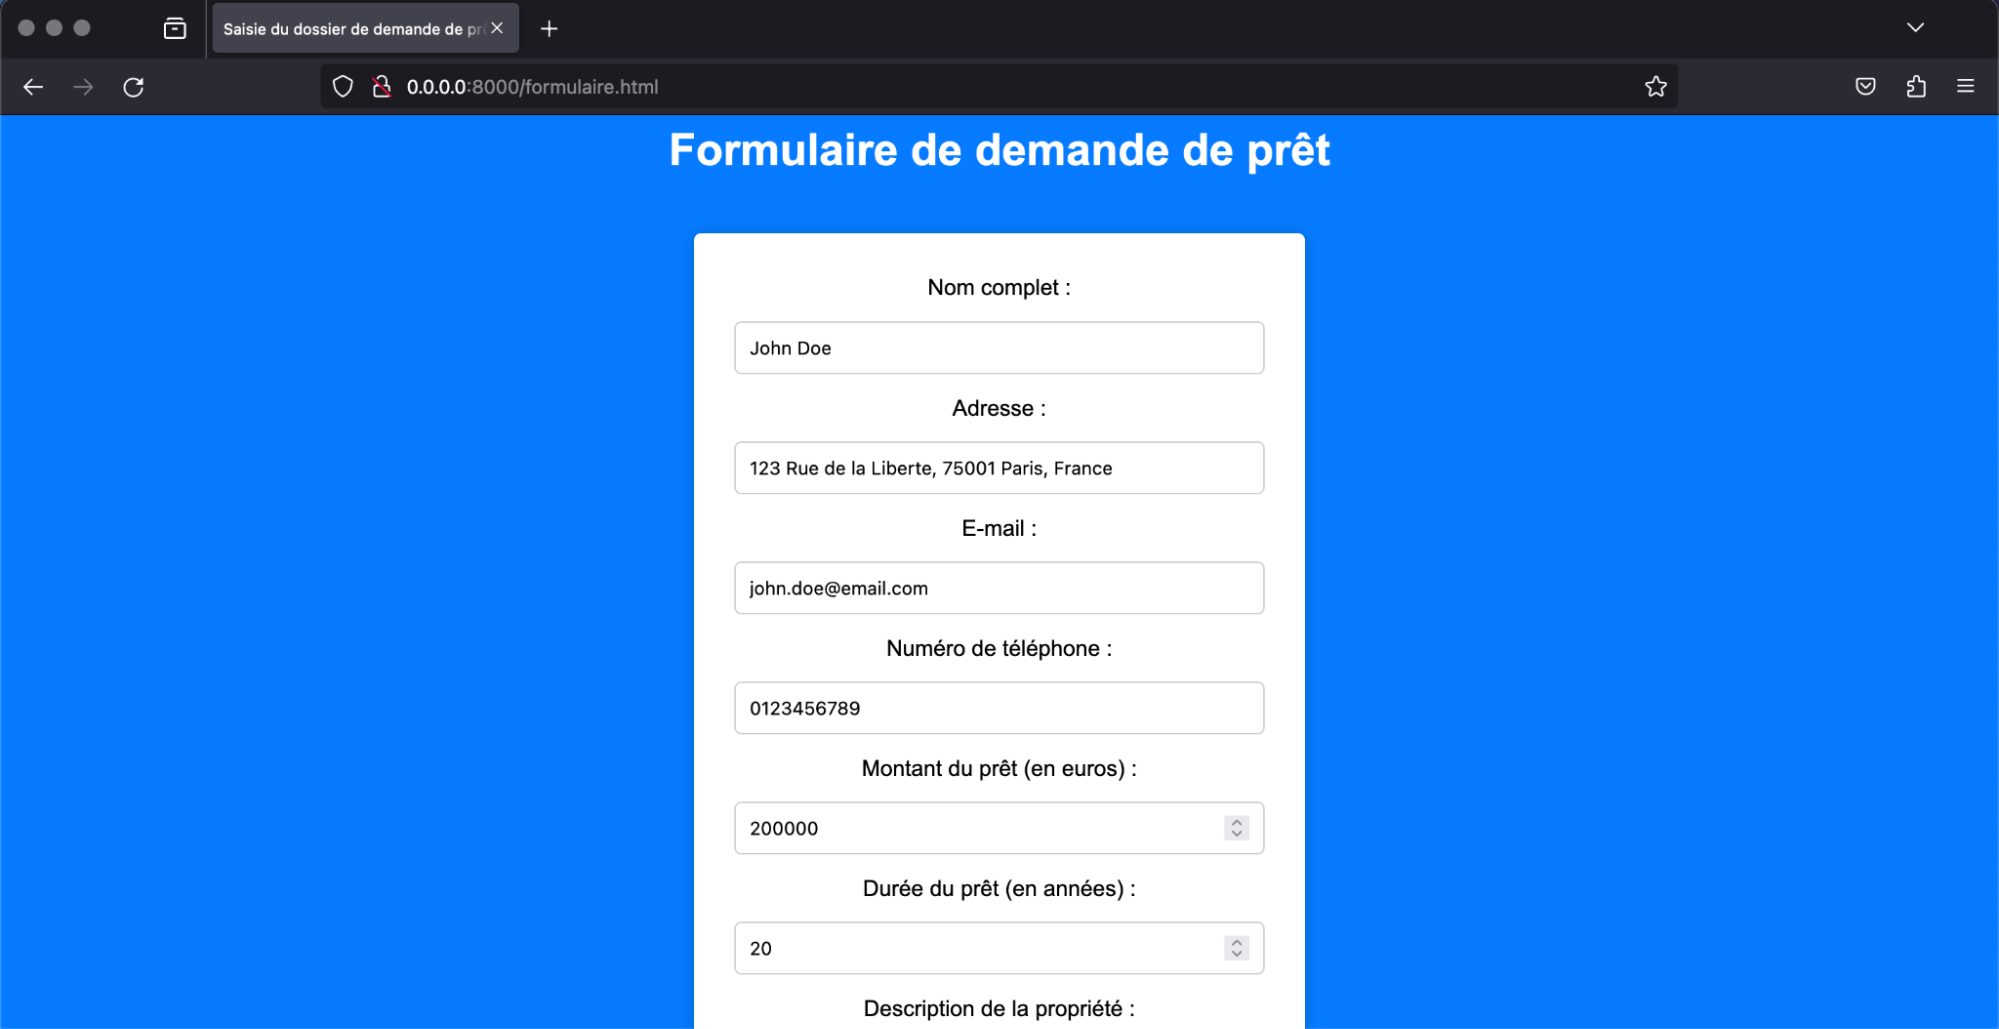 Saisie du dossier de demande de pr
0.0.0.0:8000/formulaire.html
Formulaire de demande de prêt
Nom complet :
John Doe
Adresse :
123 Rue de la Liberte, 75001 Paris, France
E-mail :
john.doe@email.com
Numéro de téléphone :
0123456789
Montant du prêt (en euros) :
200000
Durée du prêt (en années) :
20
Description de la propriété :